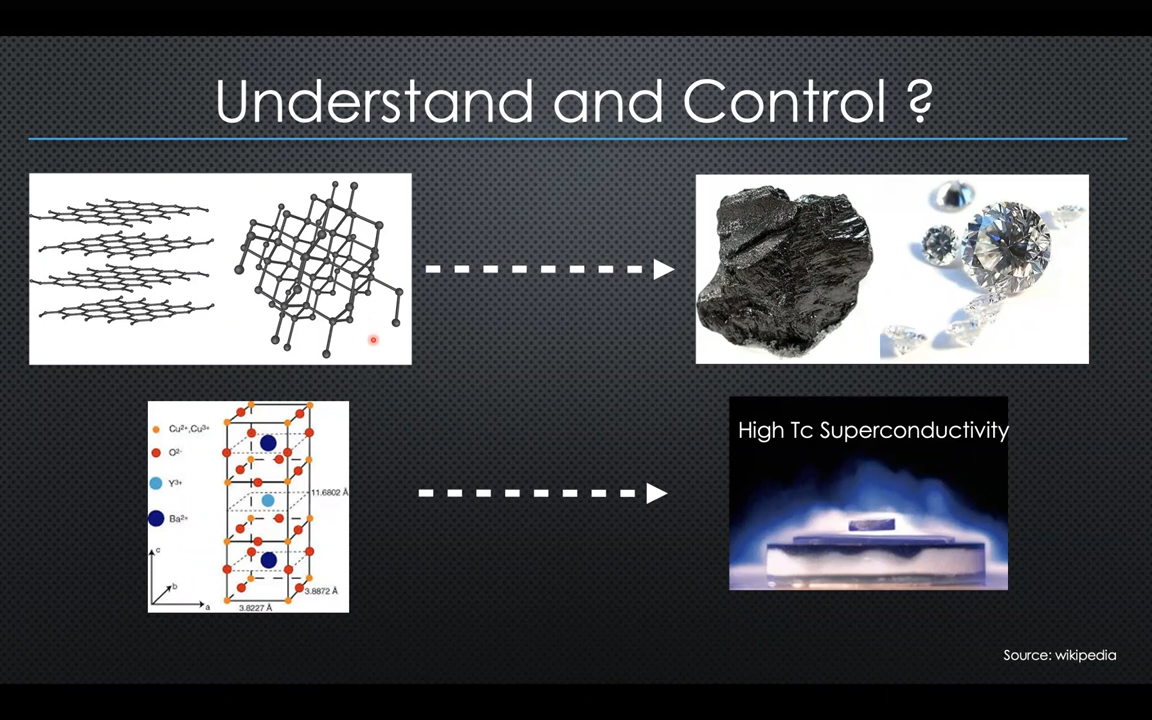 Understand and Control ?
Cu²⁺,Cu³⁺
O²⁻
Y³⁺
Ba²⁺
c
b
a
11.6802 Å
3.8872 Å
3.8227 Å
High Tc Superconductivity
Source: wikipedia